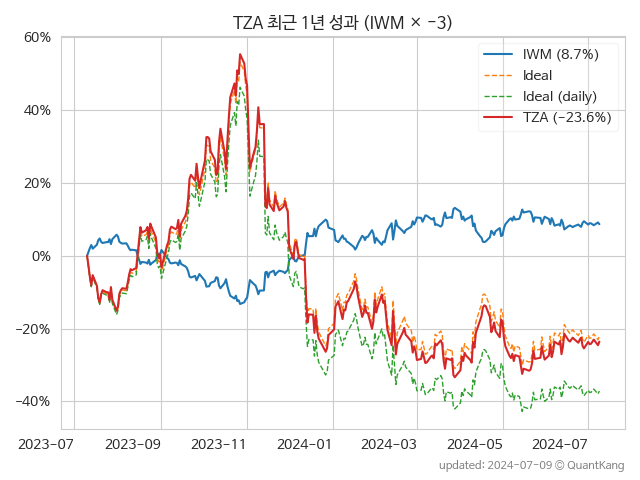 TZA 최근 1년 성과 (IWM × −3)
60%
40%
20%
0%
−20%
−40%
IWM (8.7%)
Ideal
Ideal (daily)
TZA (−23.6%)
2023-07
2023-09
2023-11
2024-01
2024-03
2024-05
2024-07
updated: 2024-07-09 © QuantKang